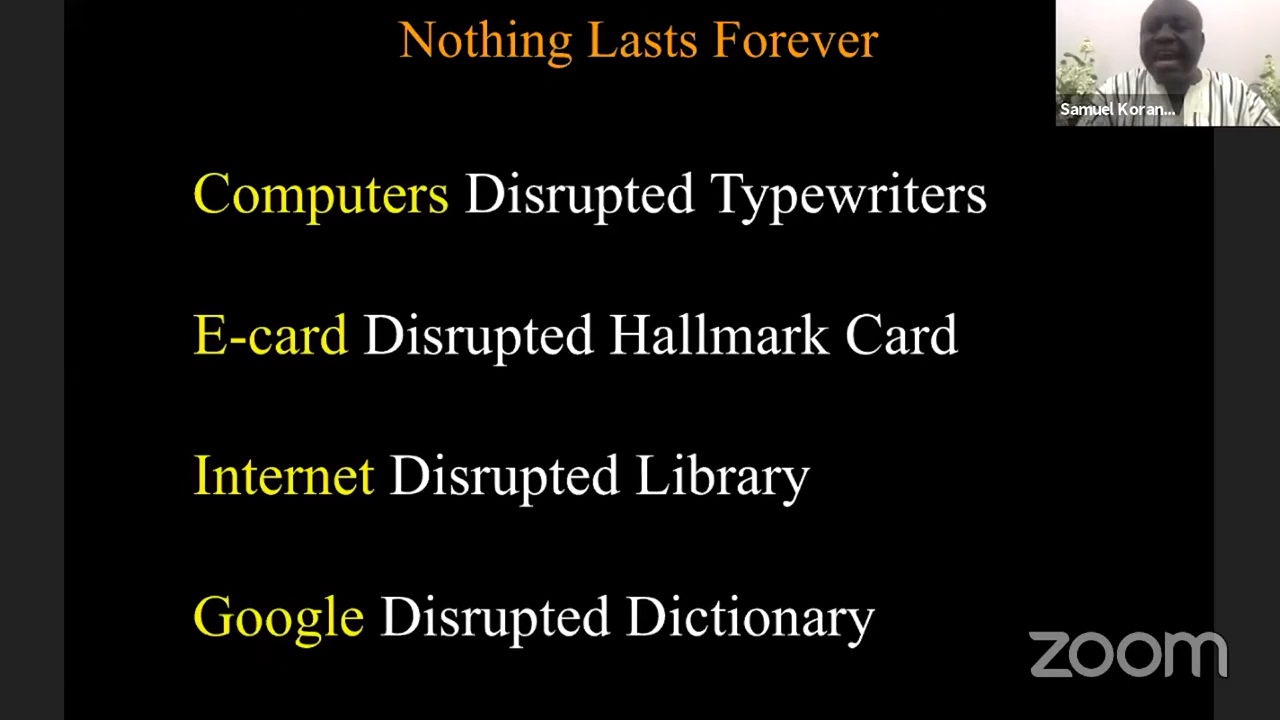 Nothing Lasts Forever
Samuel Koran...
Computers Disrupted Typewriters
E-card Disrupted Hallmark Card
Internet Disrupted Library
Google Disrupted Dictionary
zoom